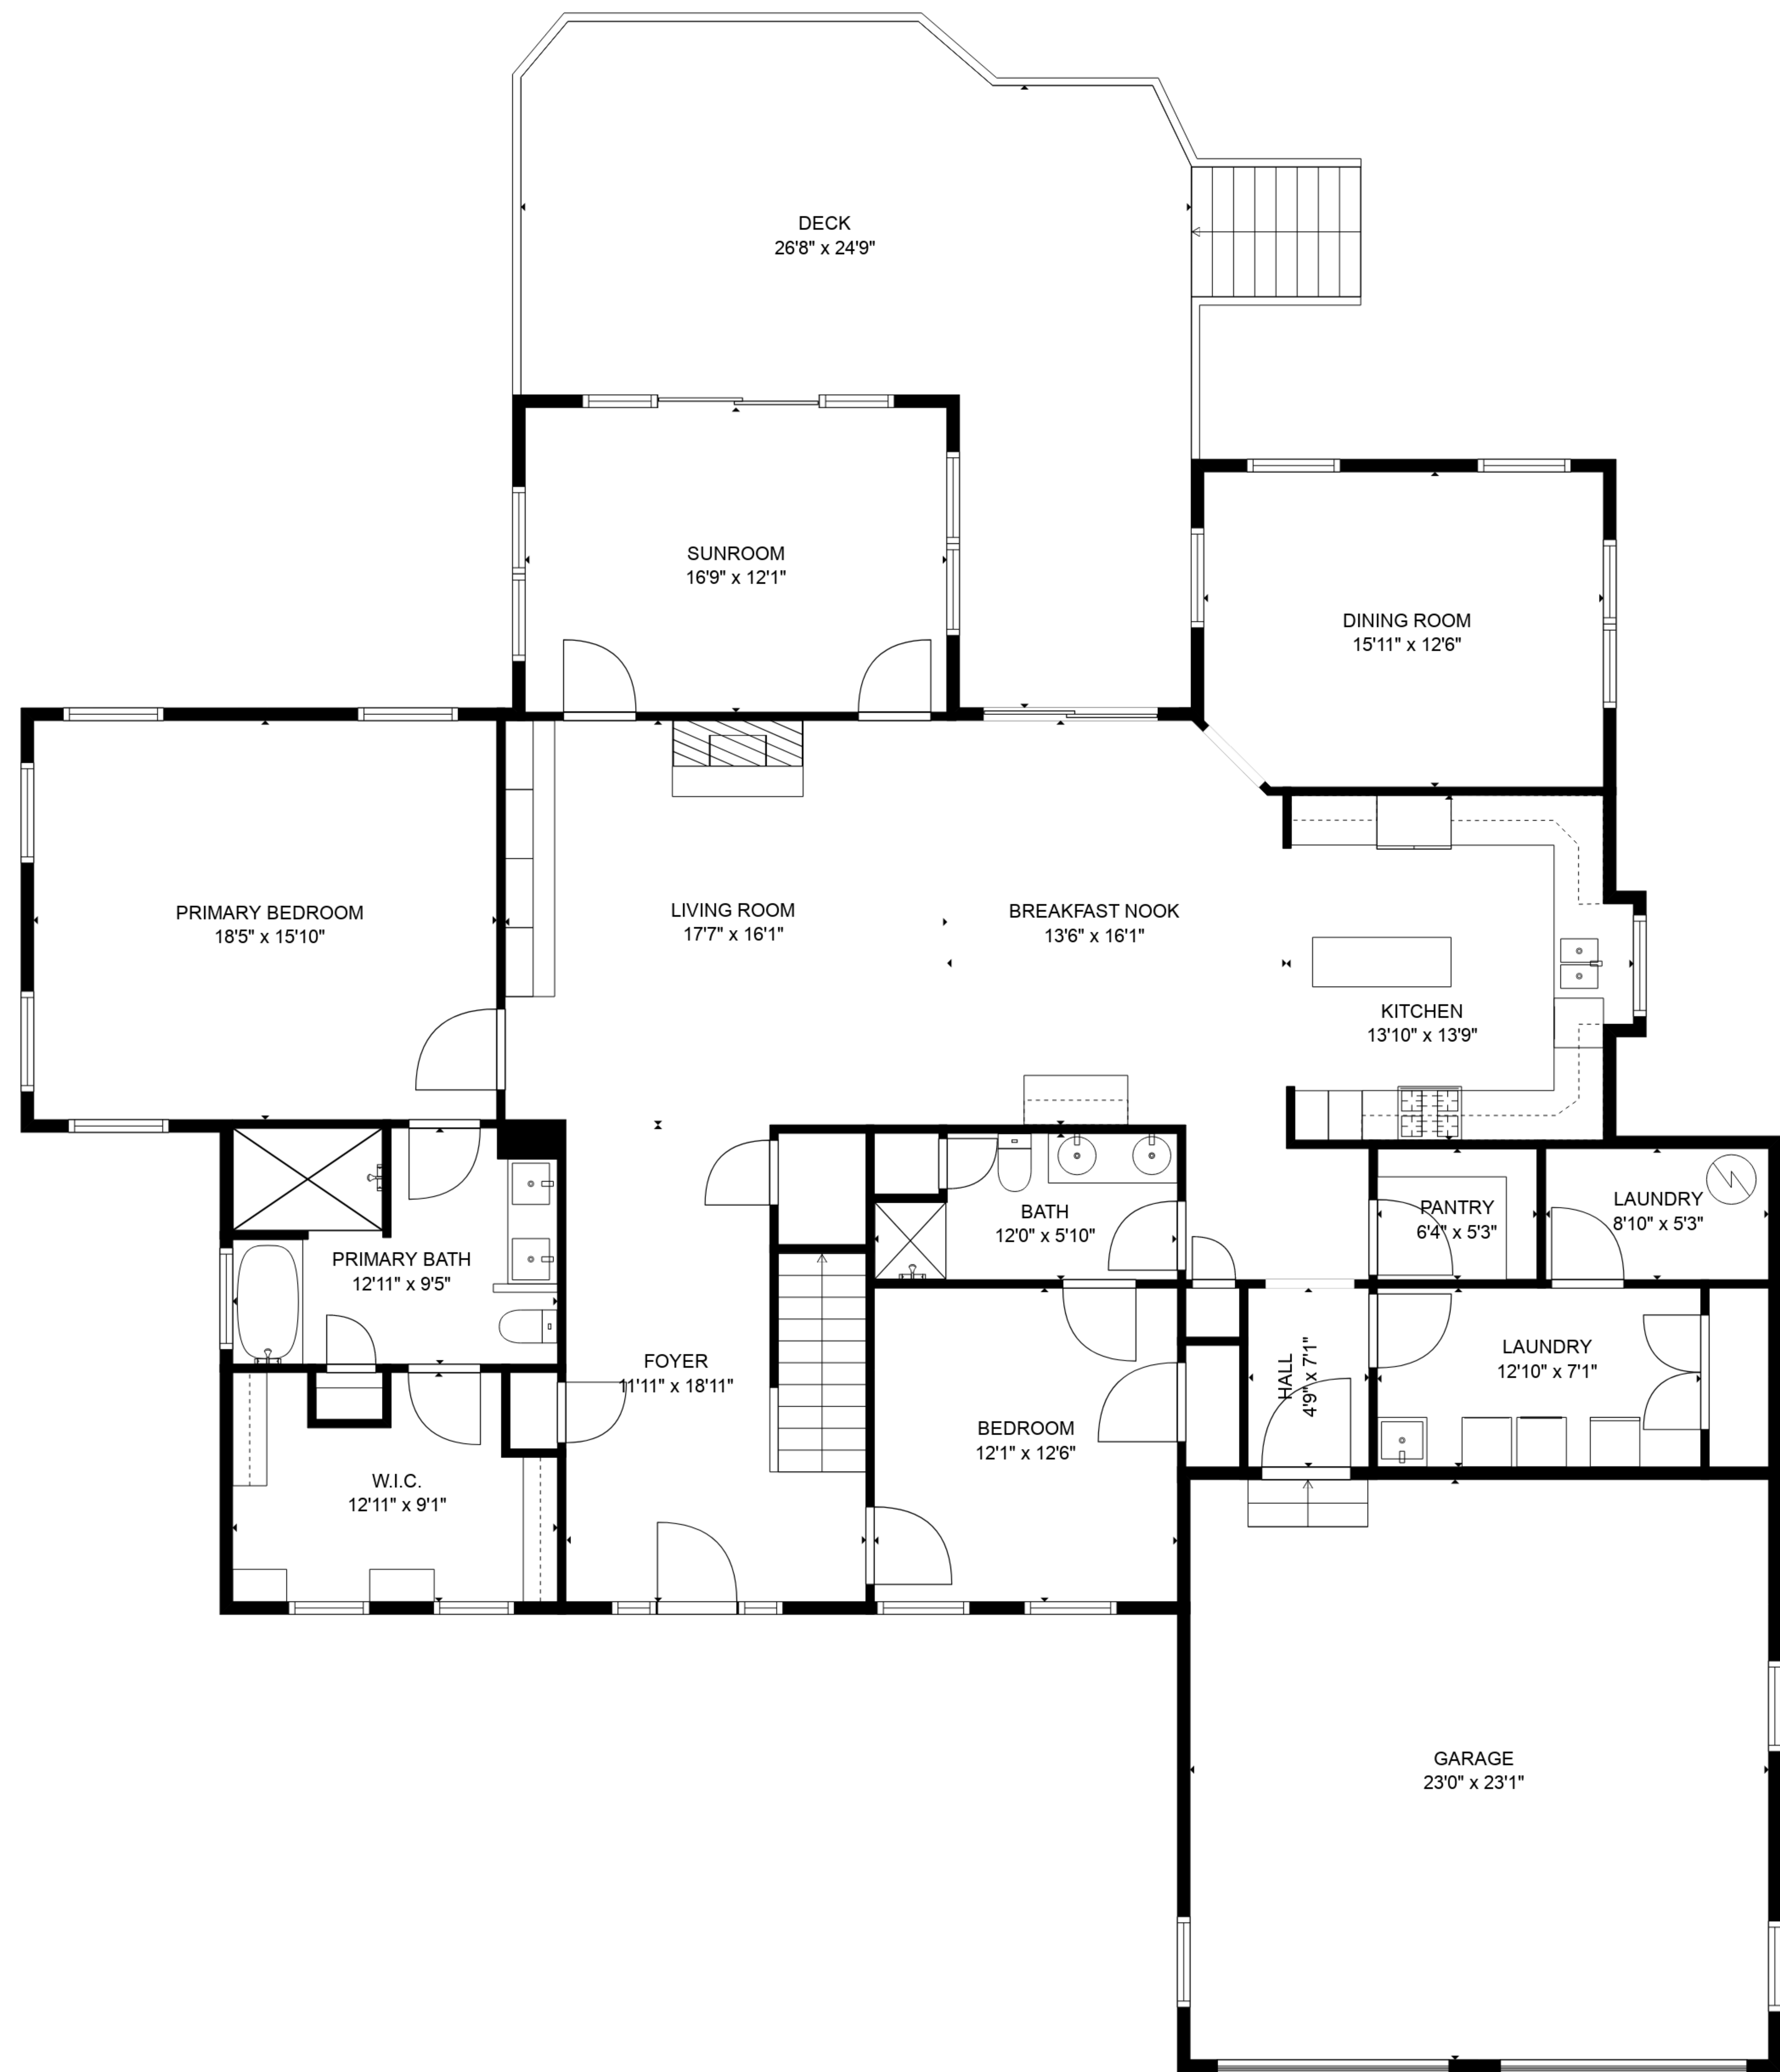 DECK
26'8" x 24'9"
SUNROOM
16'9" x 12'1"
DINING ROOM
15'11" x 12'6"
PRIMARY BEDROOM
18'5" x 15'10"
LIVING ROOM
17'7" x 16'1"
BREAKFAST NOOK
13'6" x 16'1"
KITCHEN
13'10" x 13'9"
PANTRY
6'4" x 5'3"
LAUNDRY
8'10" x 5'3"
BATH
12'0" x 5'10"
PRIMARY BATH
12'11" x 9'5"
FOYER
11'11" x 18'11"
HALL
4'9" x 7'1"
LAUNDRY
12'10" x 7'1"
BEDROOM
12'1" x 12'6"
W.I.C.
12'11" x 9'1"
GARAGE
23'0" x 23'1"